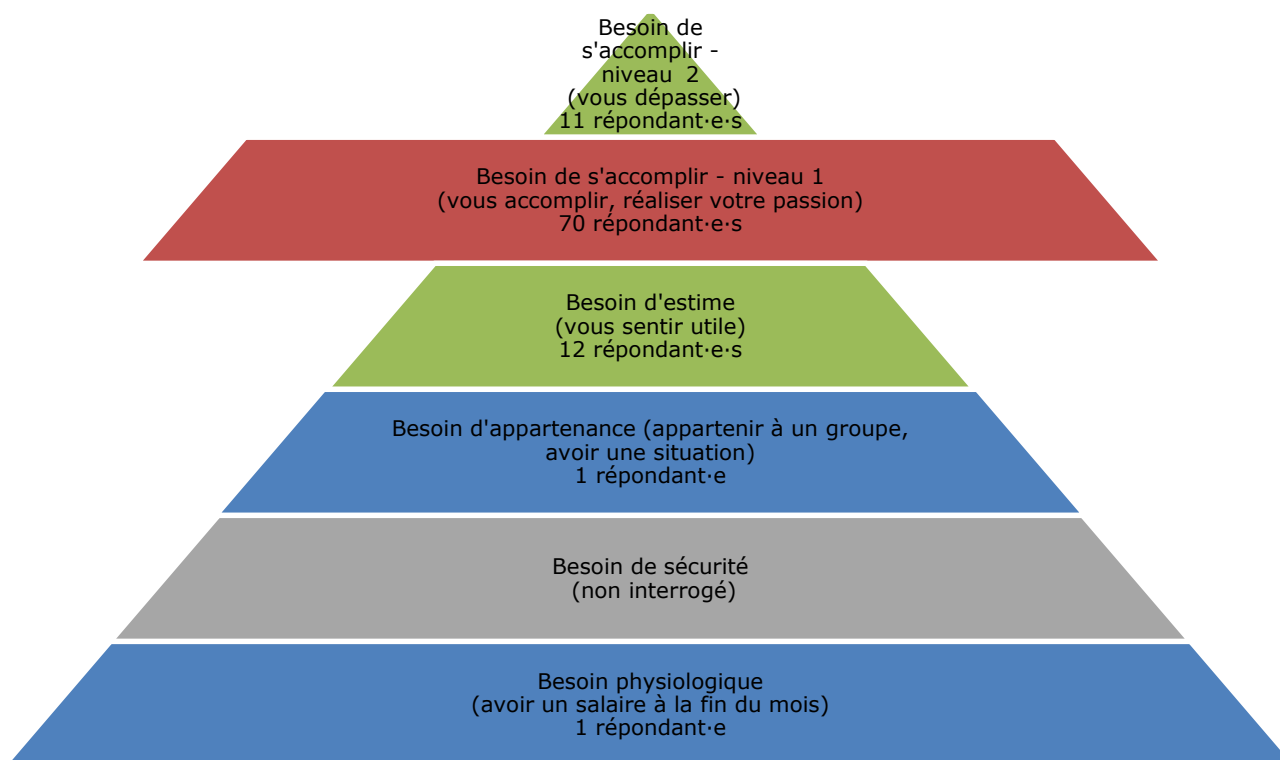 Besoin de
s'accomplir -
niveau 2
(vous dépasser)
11 répondant·e·s
Besoin de s'accomplir - niveau 1
(vous accomplir, réaliser votre passion)
70 répondant·e·s
Besoin d'estime
(vous sentir utile)
12 répondant·e·s
Besoin d'appartenance (appartenir à un groupe,
avoir une situation)
1 répondant·e
Besoin de sécurité
(non interrogé)
Besoin physiologique
(avoir un salaire à la fin du mois)
1 répondant·e